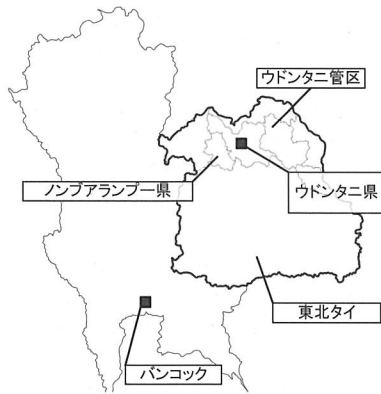 ウドンタニ管区
ノンブアランプー県
ウドンタニ県
東北タイ
バンコック